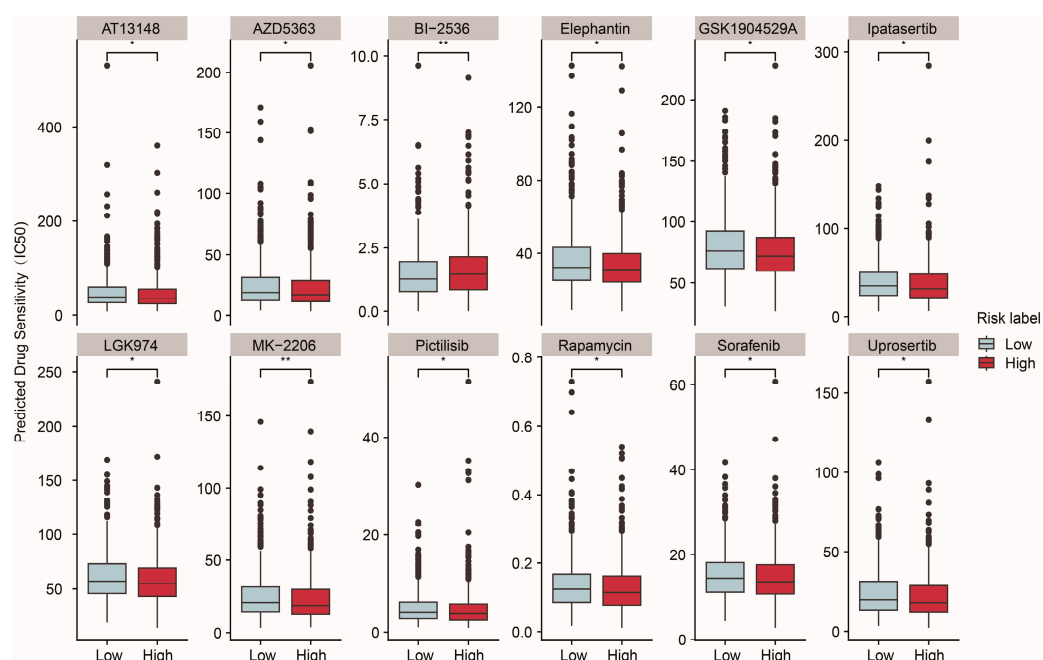 AT13148
AZD5363
BI−2536
Elephantin
GSK1904529A
Ipatasertib
*
*
**
*
*
*
400
200
0
200
150
100
50
0
10.0
7.5
5.0
2.5
0.0
120
80
40
200
150
100
50
300
200
100
0
Predicted Drug Sensitivity（IC50)
LGK974
MK−2206
Pictilisib
Rapamycin
Sorafenib
Uprosertib
*
**
*
*
*
*
250
200
150
100
50
150
100
50
0
40
20
0
0.8
0.6
0.4
0.2
0.0
60
40
20
0
150
100
50
0
Low High
Low High
Low High
Low High
Low High
Low High
Risk label
Low
High